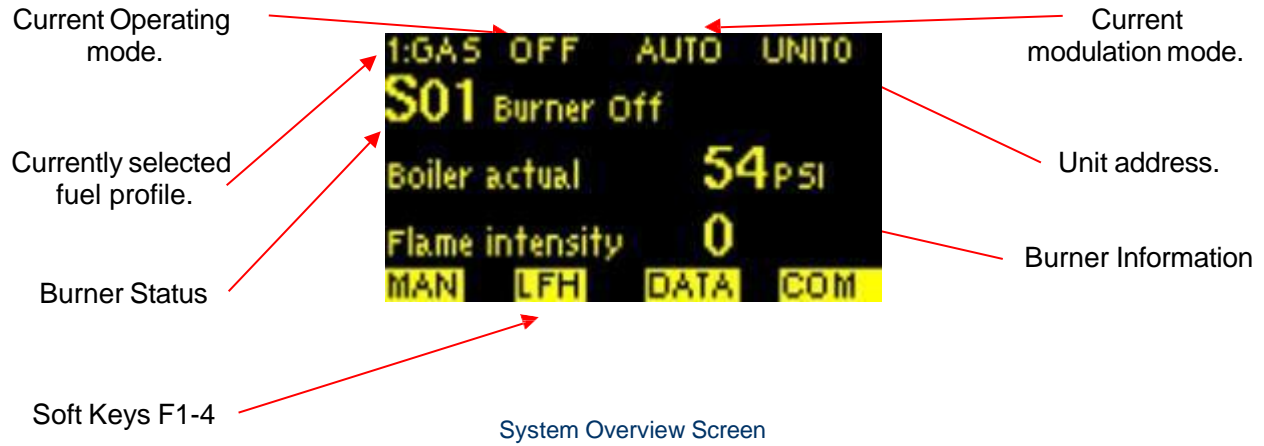 Current Operating
mode.
Current
modulation mode.
1:GAS OFF AUTO UNIT0
S01 Burner Off
Currently selected
fuel profile.
Unit address.
Boiler actual 54 PSI
Flame intensity 0
Burner Information
Burner Status
MAN LFH DATA COM
Soft Keys F1-4
System Overview Screen